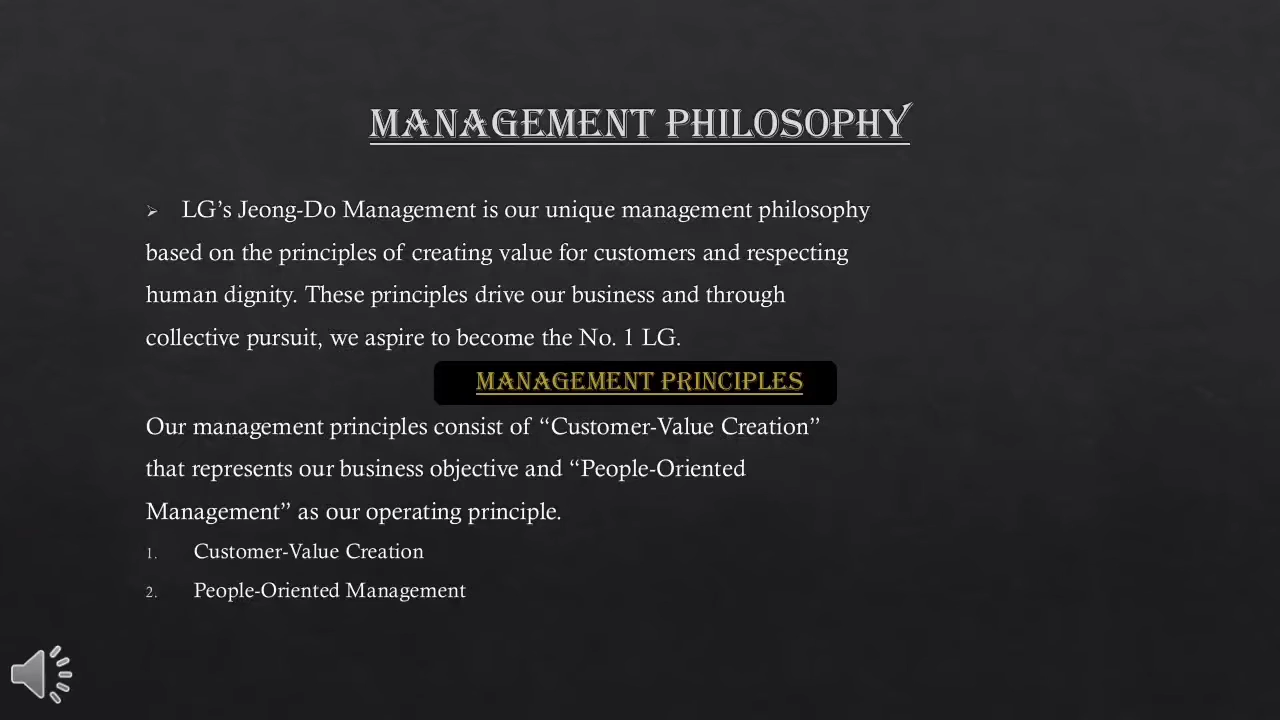 MANAGEMENT PHILOSOPHY
➢ LG’s Jeong-Do Management is our unique management philosophy
based on the principles of creating value for customers and respecting
human dignity. These principles drive our business and through
collective pursuit, we aspire to become the No. 1 LG.
MANAGEMENT PRINCIPLES
Our management principles consist of “Customer-Value Creation”
that represents our business objective and “People-Oriented
Management” as our operating principle.
1. Customer-Value Creation
2. People-Oriented Management